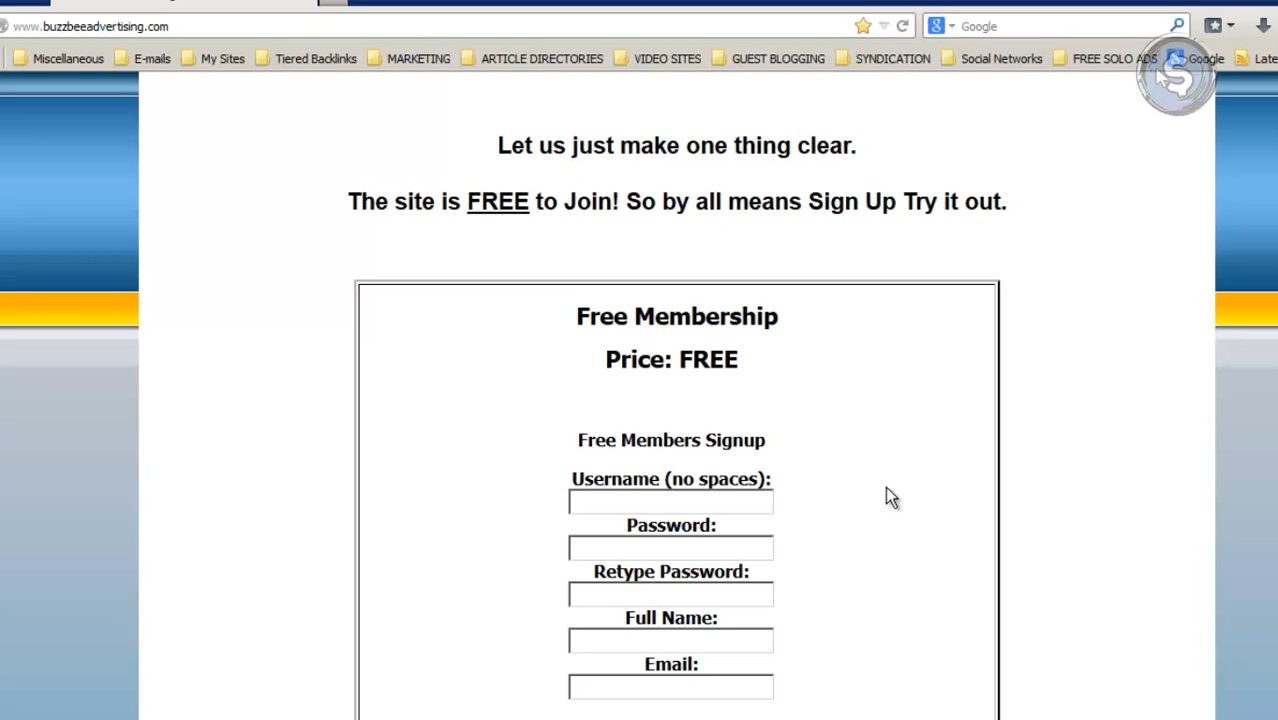 www.buzzbeeadvertising.com
Google
Miscellaneous E-mails My Sites Tiered Backlinks MARKETING ARTICLE DIRECTORIES VIDEO SITES GUEST BLOGGING SYNDICATION Social Networks FREE SOLO ADS Google Late
Let us just make one thing clear.
The site is FREE to Join! So by all means Sign Up Try it out.
Free Membership
Price: FREE
Free Members Signup
Username (no spaces):
Password:
Retype Password:
Full Name:
Email: